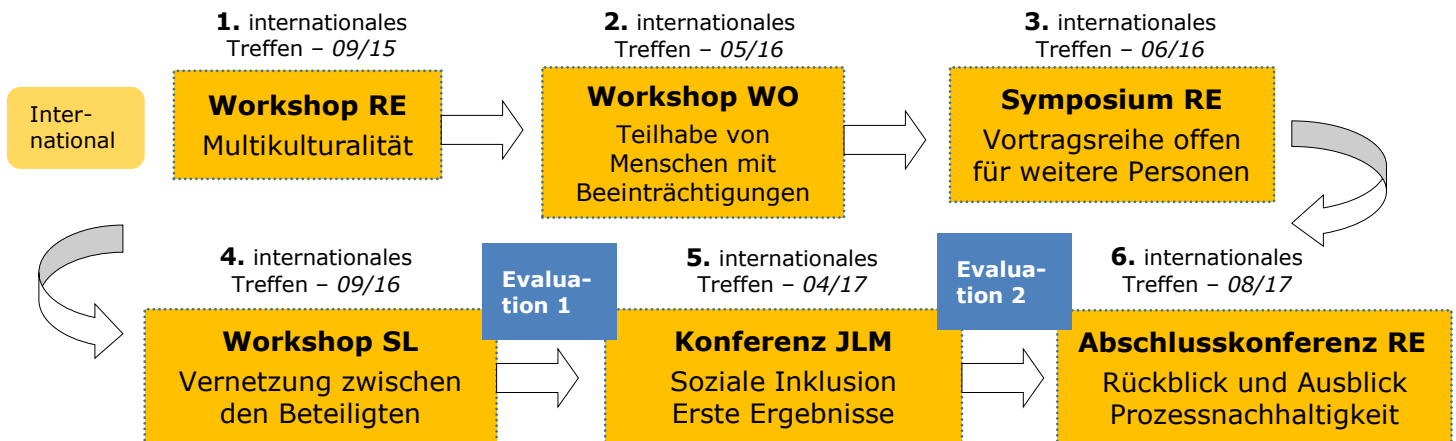 Inter-
national
1. internationales
Treffen – 09/15
Workshop RE
Multikulturalität
2. internationales
Treffen – 05/16
Workshop WO
Teilhabe von
Menschen mit
Beeinträchtigungen
3. internationales
Treffen – 06/16
Symposium RE
Vortragsreihe offen
für weitere Personen
4. internationales
Treffen – 09/16
Workshop SL
Vernetzung zwischen
den Beteiligten
Evalua-
tion 1
5. internationales
Treffen – 04/17
Konferenz JLM
Soziale Inklusion
Erste Ergebnisse
Evalua-
tion 2
6. internationales
Treffen – 08/17
Abschlusskonferenz RE
Rückblick und Ausblick
Prozessnachhaltigkeit